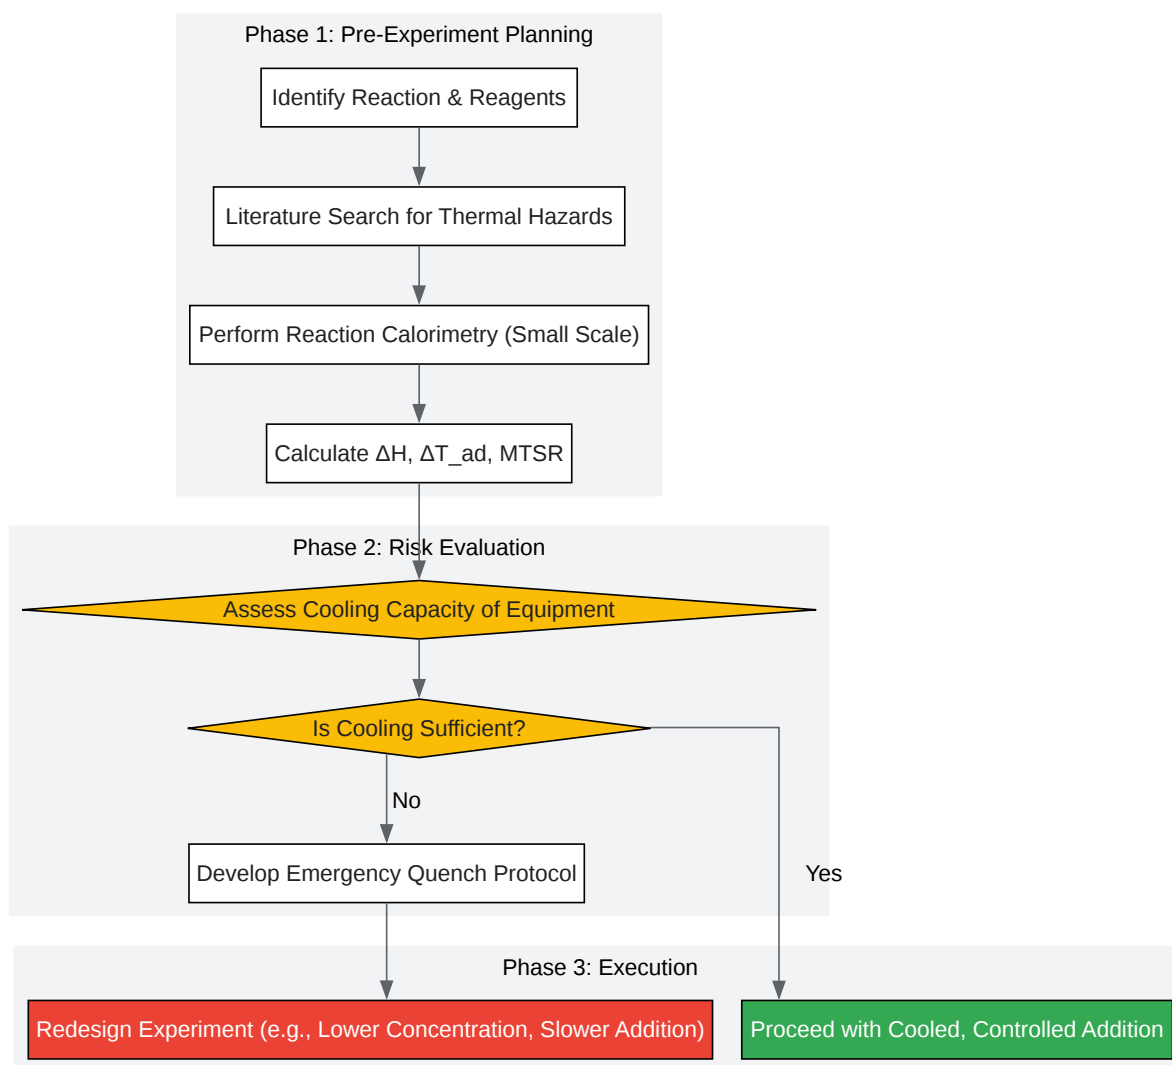 Phase 1: Pre-Experiment Planning
Identify Reaction & Reagents
Literature Search for Thermal Hazards
Perform Reaction Calorimetry (Small Scale)
Calculate ΔH, ΔT_ad, MTSR
Phase 2: Risk Evaluation
Assess Cooling Capacity of Equipment
Is Cooling Sufficient?
No
Develop Emergency Quench Protocol
Yes
Phase 3: Execution
Redesign Experiment (e.g., Lower Concentration, Slower Addition)
Proceed with Cooled, Controlled Addition